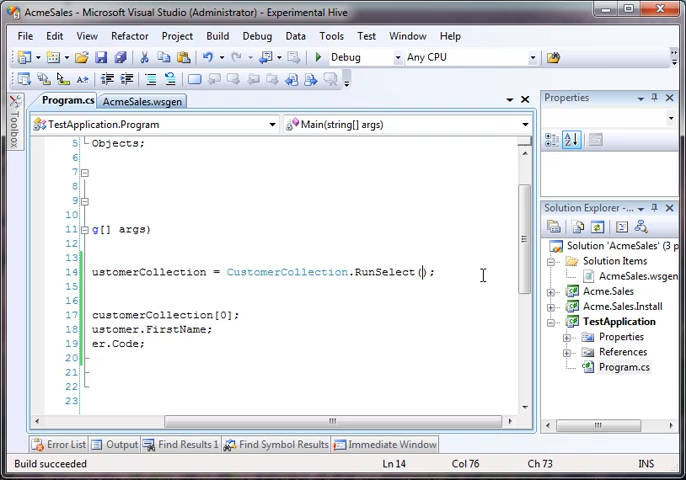 AcmeSales - Microsoft Visual Studio (Administrator) - Experimental Hive
File Edit View Refactor Project Build Debug Data Tools Test Window Help
Debug Any CPU
Toolbox
Program.cs AcmeSales.wsgen
TestApplication.Program Main(string[] args)
5 Objects;
6
7
8
9
10
11 g[] args)
12
13
14 ustomerCollection = CustomerCollection.RunSelect();
15
16
17 customerCollection[0];
18 ustomer.FirstName;
19 er.Code;
20
21
22
23
Properties
Solution Explorer -...
Solution 'AcmeSales' (3 p
Solution Items
AcmeSales.wsgen
Acme.Sales
Acme.Sales.Install
TestApplication
Properties
References
Program.cs
Error List Output Find Results 1 Find Symbol Results Immediate Window
Build succeeded Ln 14 Col 76 Ch 73 INS